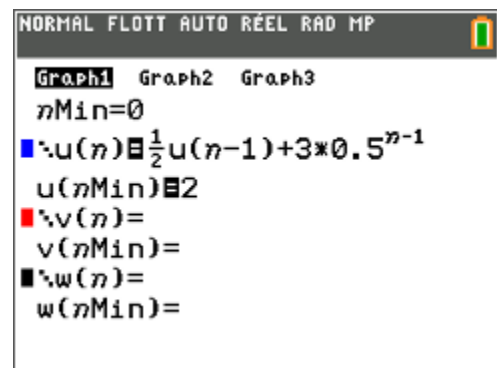 NORMAL FLOTT AUTO RÉEL RAD MP
Graph1 Graph2 Graph3
nMin=0
u(n)=1/2u(n-1)+3*0.5^(n-1)
u(nMin)=2
v(n)=
v(nMin)=
w(n)=
w(nMin)=